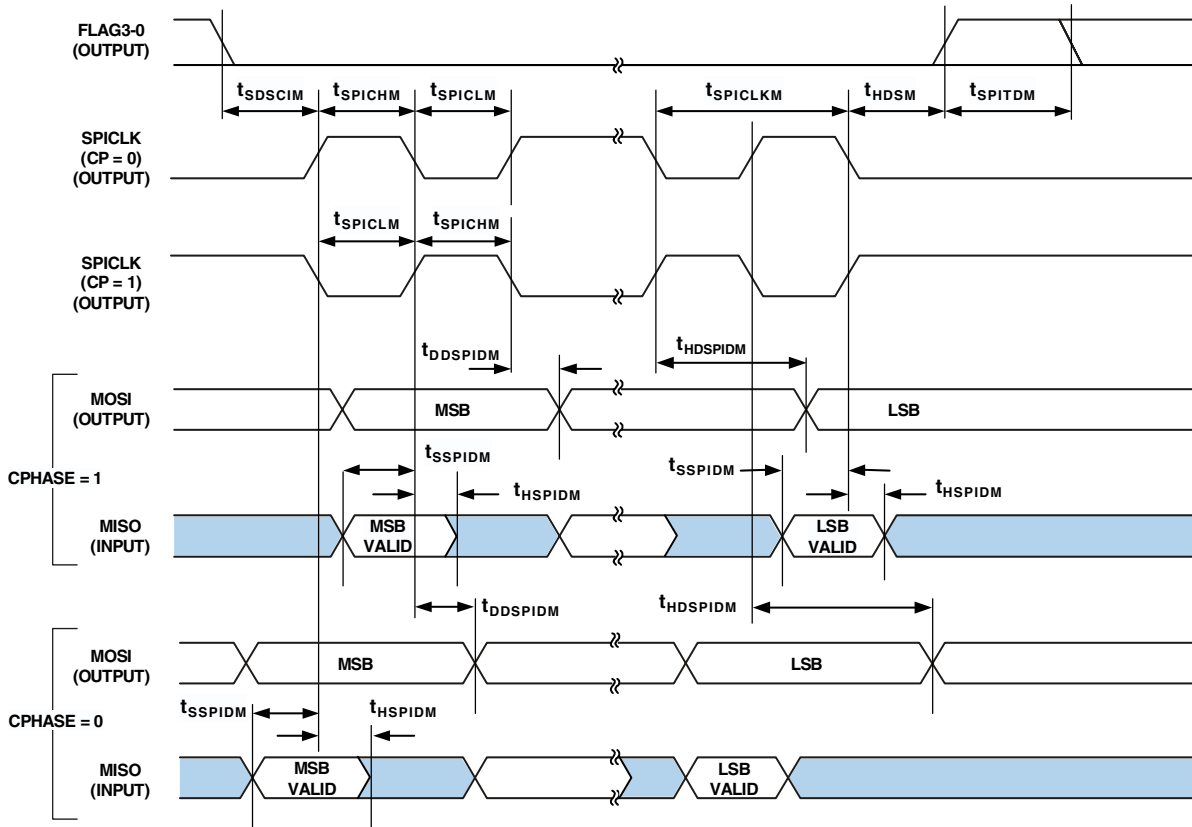 FLAG3-0
(OUTPUT)
tSDSCIM tSPICHM tSPICLM tSPICLKM tHDSM tSPITDM
SPICLK
(CP = 0)
(OUTPUT)
tSPICLM tSPICHM
SPICLK
(CP = 1)
(OUTPUT)
tDDSPIDM tHDSPIDM
CPHASE = 1
MOSI
(OUTPUT)
MSB LSB
tSSPIDM tHSPIDM tSSPIDM tHSPIDM
MISO
(INPUT)
MSB
VALID
LSB
VALID
tDDSPIDM tHDSPIDM
CPHASE = 0
MOSI
(OUTPUT)
MSB LSB
tSSPIDM tHSPIDM
MISO
(INPUT)
MSB
VALID
LSB
VALID